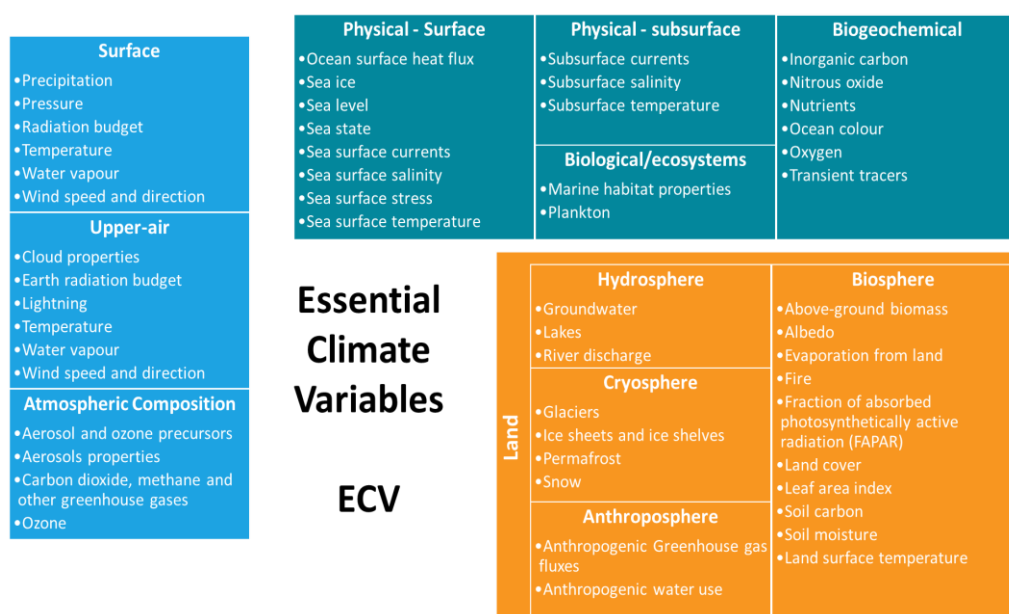 Surface
•Precipitation
•Pressure
•Radiation budget
•Temperature
•Water vapour
•Wind speed and direction
Upper-air
•Cloud properties
•Earth radiation budget
•Lightning
•Temperature
•Water vapour
•Wind speed and direction
Atmospheric Composition
•Aerosol and ozone precursors
•Aerosols properties
•Carbon dioxide, methane and
other greenhouse gases
•Ozone
Physical - Surface
•Ocean surface heat flux
•Sea ice
•Sea level
•Sea state
•Sea surface currents
•Sea surface salinity
•Sea surface stress
•Sea surface temperature
Physical - subsurface
•Subsurface currents
•Subsurface salinity
•Subsurface temperature
Biological/ecosystems
•Marine habitat properties
•Plankton
Biogeochemical
•Inorganic carbon
•Nitrous oxide
•Nutrients
•Ocean colour
•Oxygen
•Transient tracers
Essential
Climate
Variables
ECV
Land
Hydrosphere
•Groundwater
•Lakes
•River discharge
Cryosphere
•Glaciers
•Ice sheets and ice shelves
•Permafrost
•Snow
Anthroposphere
•Anthropogenic Greenhouse gas
fluxes
•Anthropogenic water use
Biosphere
•Above-ground biomass
•Albedo
•Evaporation from land
•Fire
•Fraction of absorbed
photosynthetically active
radiation (FAPAR)
•Land cover
•Leaf area index
•Soil carbon
•Soil moisture
•Land surface temperature